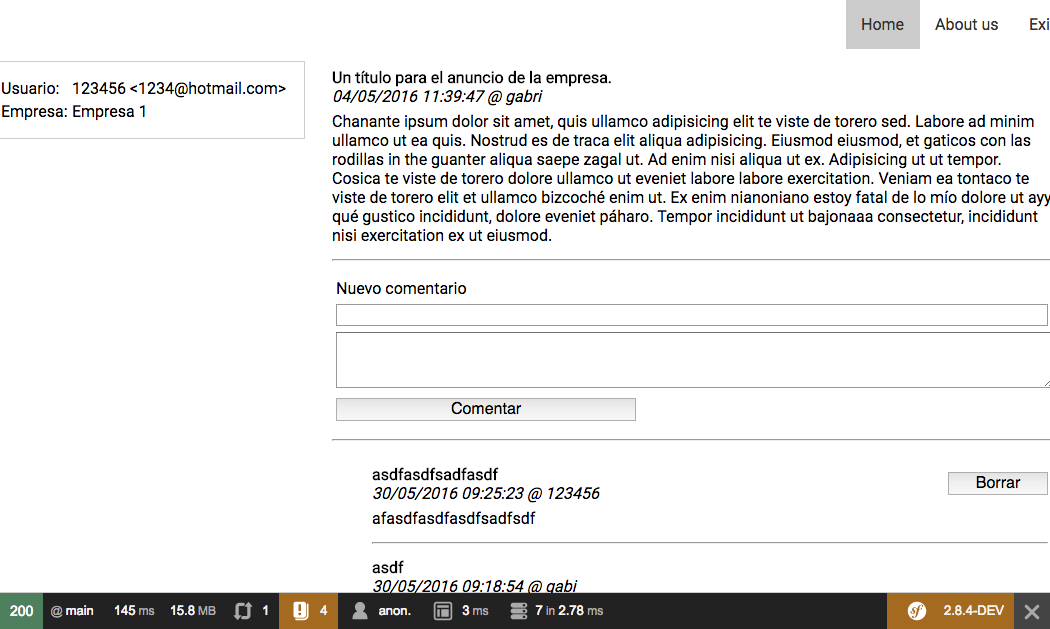 Home About us Exi
Usuario: 123456 <1234@hotmail.com>
Empresa: Empresa 1
Un título para el anuncio de la empresa.
04/05/2016 11:39:47 @ gabri
Chanante ipsum dolor sit amet, quis ullamco adipisicing elit te viste de torero sed. Labore ad minim
ullamco ut ea quis. Nostrud es de traca elit aliqua adipisicing. Eiusmod eiusmod, et gaticos con las
rodillas in the guanter aliqua saepe zagal ut. Ad enim nisi aliqua ut ex. Adipisicing ut ut tempor.
Cosica te viste de torero dolore ullamco ut eveniet labore labore exercitation. Veniam ea tontaco te
viste de torero elit et ullamco bizcoché enim ut. Ex enim nianoniano estoy fatal de lo mío dolore ut ayy
qué gustico incididunt, dolore eveniet páharo. Tempor incididunt ut bajonaaa consectetur, incididunt
nisi exercitation ex ut eiusmod.
Nuevo comentario
Comentar
asdfasdfsadfasdf
30/05/2016 09:25:23 @ 123456
Borrar
afasdfasdfasdfsadfsdf
asdf
30/05/2016 09:18:54 @ gabi
200 @ main 145 ms 15.8 MB 1 4 anon. 3 ms 7 in 2.78 ms sf 2.8.4-DEV